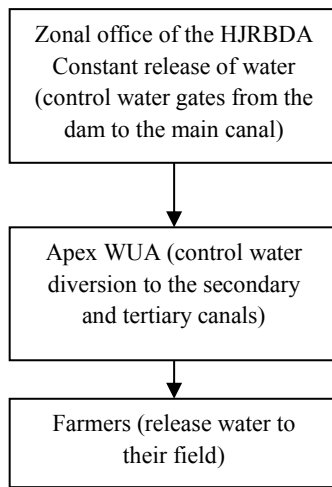 Zonal office of the HJRBDA
Constant release of water
(control water gates from the
dam to the main canal)
Apex WUA (control water
diversion to the secondary
and tertiary canals)
Farmers (release water to
their field)